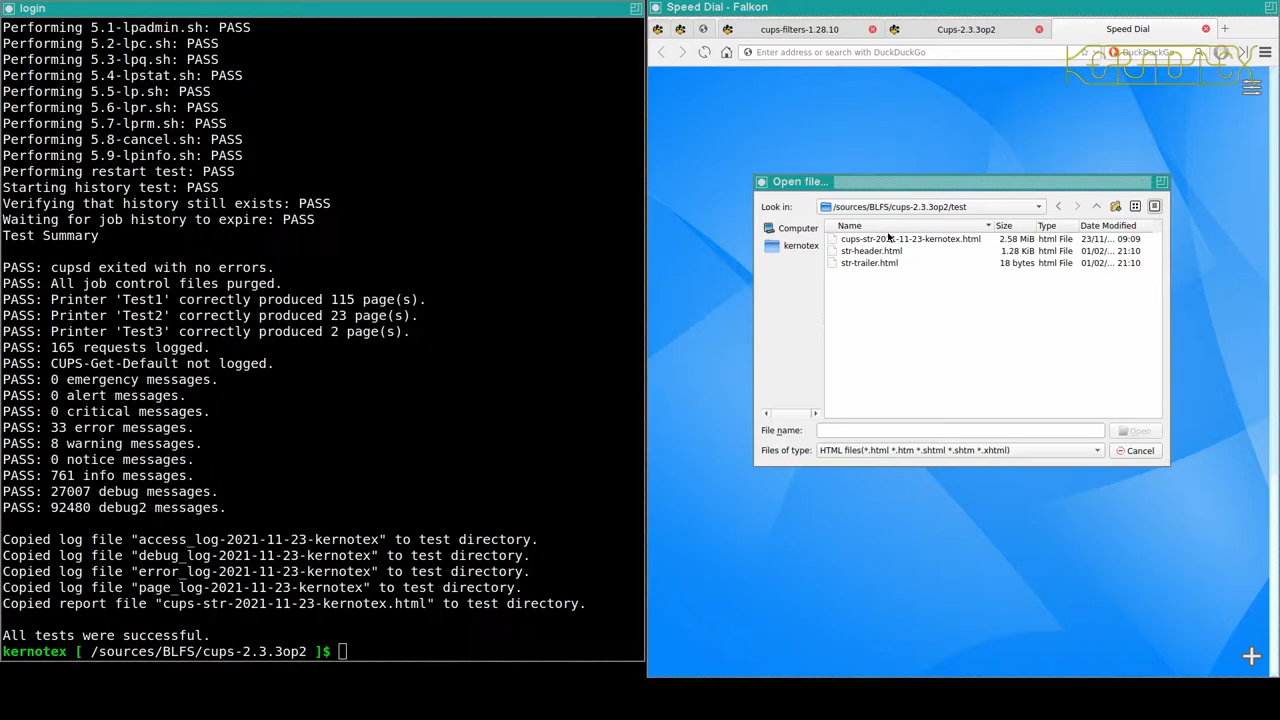 login
Performing 5.1-lpadmin.sh: PASS
Performing 5.2-lpc.sh: PASS
Performing 5.3-lpq.sh: PASS
Performing 5.4-lpstat.sh: PASS
Performing 5.5-lp.sh: PASS
Performing 5.6-lpr.sh: PASS
Performing 5.7-lprm.sh: PASS
Performing 5.8-cancel.sh: PASS
Performing 5.9-lpinfo.sh: PASS
Performing restart test: PASS
Starting history test: PASS
Verifying that history still exists: PASS
Waiting for job history to expire: PASS
Test Summary
PASS: cupsd exited with no errors.
PASS: All job control files purged.
PASS: Printer 'Test1' correctly produced 115 page(s).
PASS: Printer 'Test2' correctly produced 23 page(s).
PASS: Printer 'Test3' correctly produced 2 page(s).
PASS: 165 requests logged.
PASS: CUPS-Get-Default not logged.
PASS: 0 emergency messages.
PASS: 0 alert messages.
PASS: 0 critical messages.
PASS: 33 error messages.
PASS: 8 warning messages.
PASS: 0 notice messages.
PASS: 761 info messages.
PASS: 27007 debug messages.
PASS: 92480 debug2 messages.
Copied log file "access_log-2021-11-23-kernotex" to test directory.
Copied log file "debug_log-2021-11-23-kernotex" to test directory.
Copied log file "error_log-2021-11-23-kernotex" to test directory.
Copied log file "page_log-2021-11-23-kernotex" to test directory.
Copied report file "cups-str-2021-11-23-kernotex.html" to test directory.
All tests were successful.
kernotex [ /sources/BLFS/cups-2.3.3op2 ]$
Speed Dial - Falkon
cups-filters-1.28.10 Cups-2.3.3op2 Speed Dial
Enter address or search with DuckDuckGo DuckDuckGo
KERNOTEX
Open file...
Look in: /sources/BLFS/cups-2.3.3op2/test
Computer
kernotex
Name Size Type Date Modified
cups-str-2021-11-23-kernotex.html 2.58 MiB html File 23/11/... 09:09
str-header.html 1.28 KiB html File 01/02/... 21:10
str-trailer.html 18 bytes html File 01/02/... 21:10
File name: Open
Files of type: HTML files(*.html *.htm *.shtml *.shtm *.xhtml) Cancel